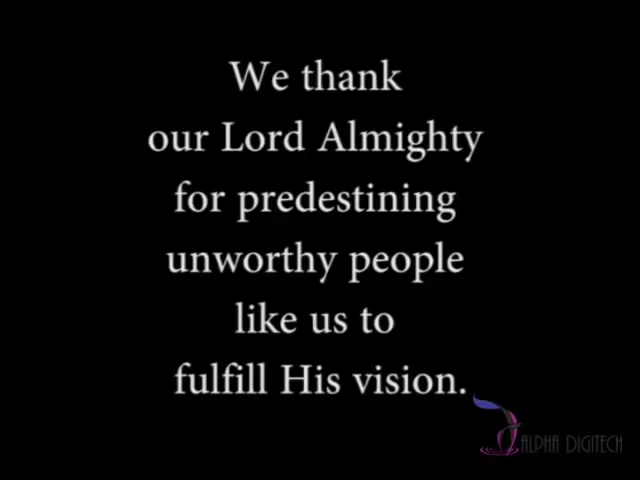 We thank
our Lord Almighty
for predestining
unworthy people
like us to
fulfill His vision.
ALPHA DIGITECH